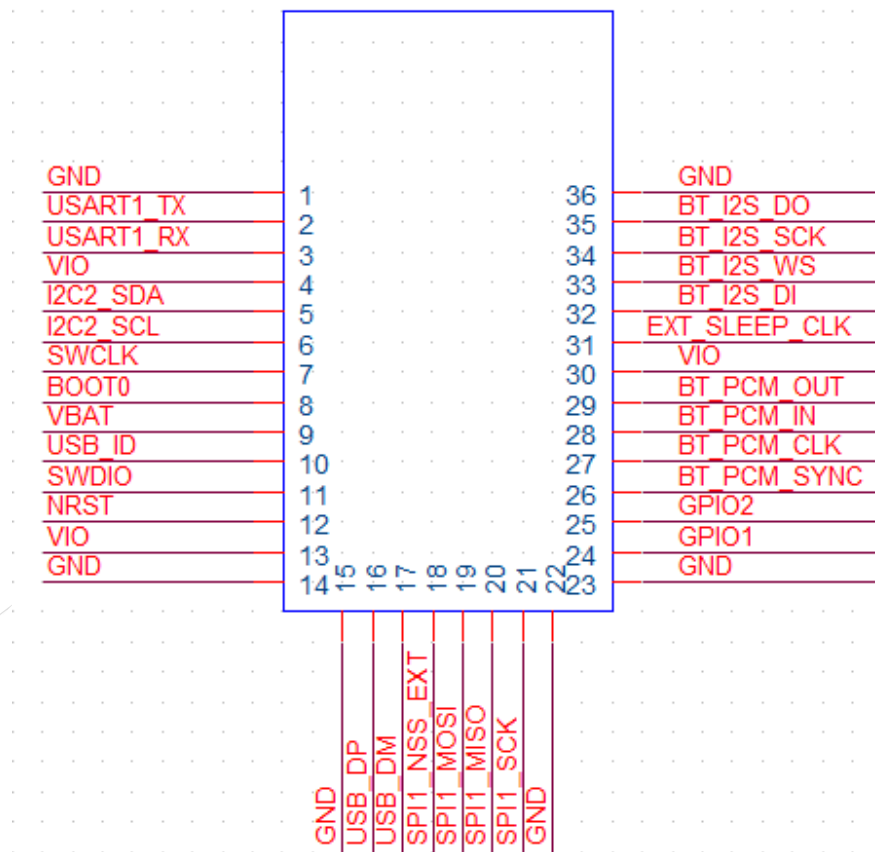 GND
1
USART1_TX
2
USART1_RX
3
VIO
4
I2C2_SDA
5
I2C2_SCL
6
SWCLK
7
BOOT0
8
VBAT
9
USB_ID
10
SWDIO
11
NRST
12
VIO
13
GND
14
GND
36
BT_I2S_DO
35
BT_I2S_SCK
34
BT_I2S_WS
33
BT_I2S_DI
32
EXT_SLEEP_CLK
31
VIO
30
BT_PCM_OUT
29
BT_PCM_IN
28
BT_PCM_CLK
27
BT_PCM_SYNC
26
GPIO2
25
GPIO1
24
GND
23
15
16
17
18
19
20
21
22
GND
USB_DP
USB_DM
SPI1_NSS_EXT
SPI1_MOSI
SPI1_MISO
SPI1_SCK
GND